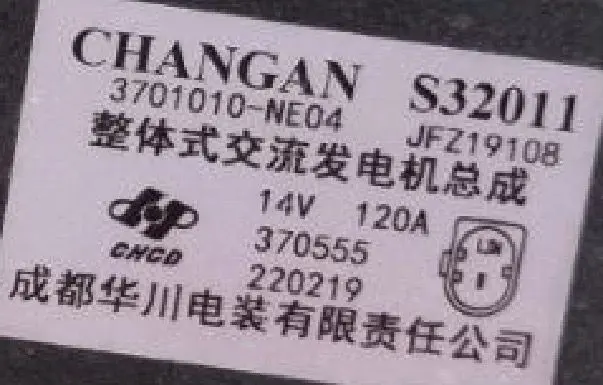 CHANGAN S32011
3701010-NE04 JFZ19108
整体式交流发电机总成
14V 120A
370555
CHCD
220219
成都华川电装有限责任公司